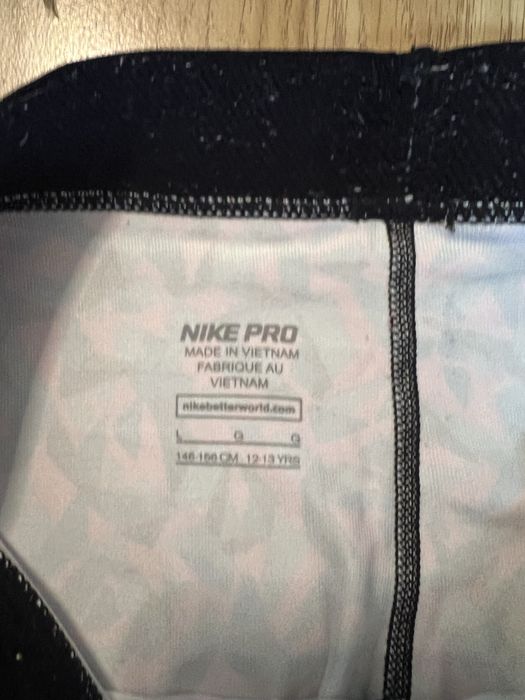 NIKE PRO
MADE IN VIETNAM
FABRIQUE AU
VIETNAM
nikebetterworld.com
L G G
146-156 CM 12-13 YRS